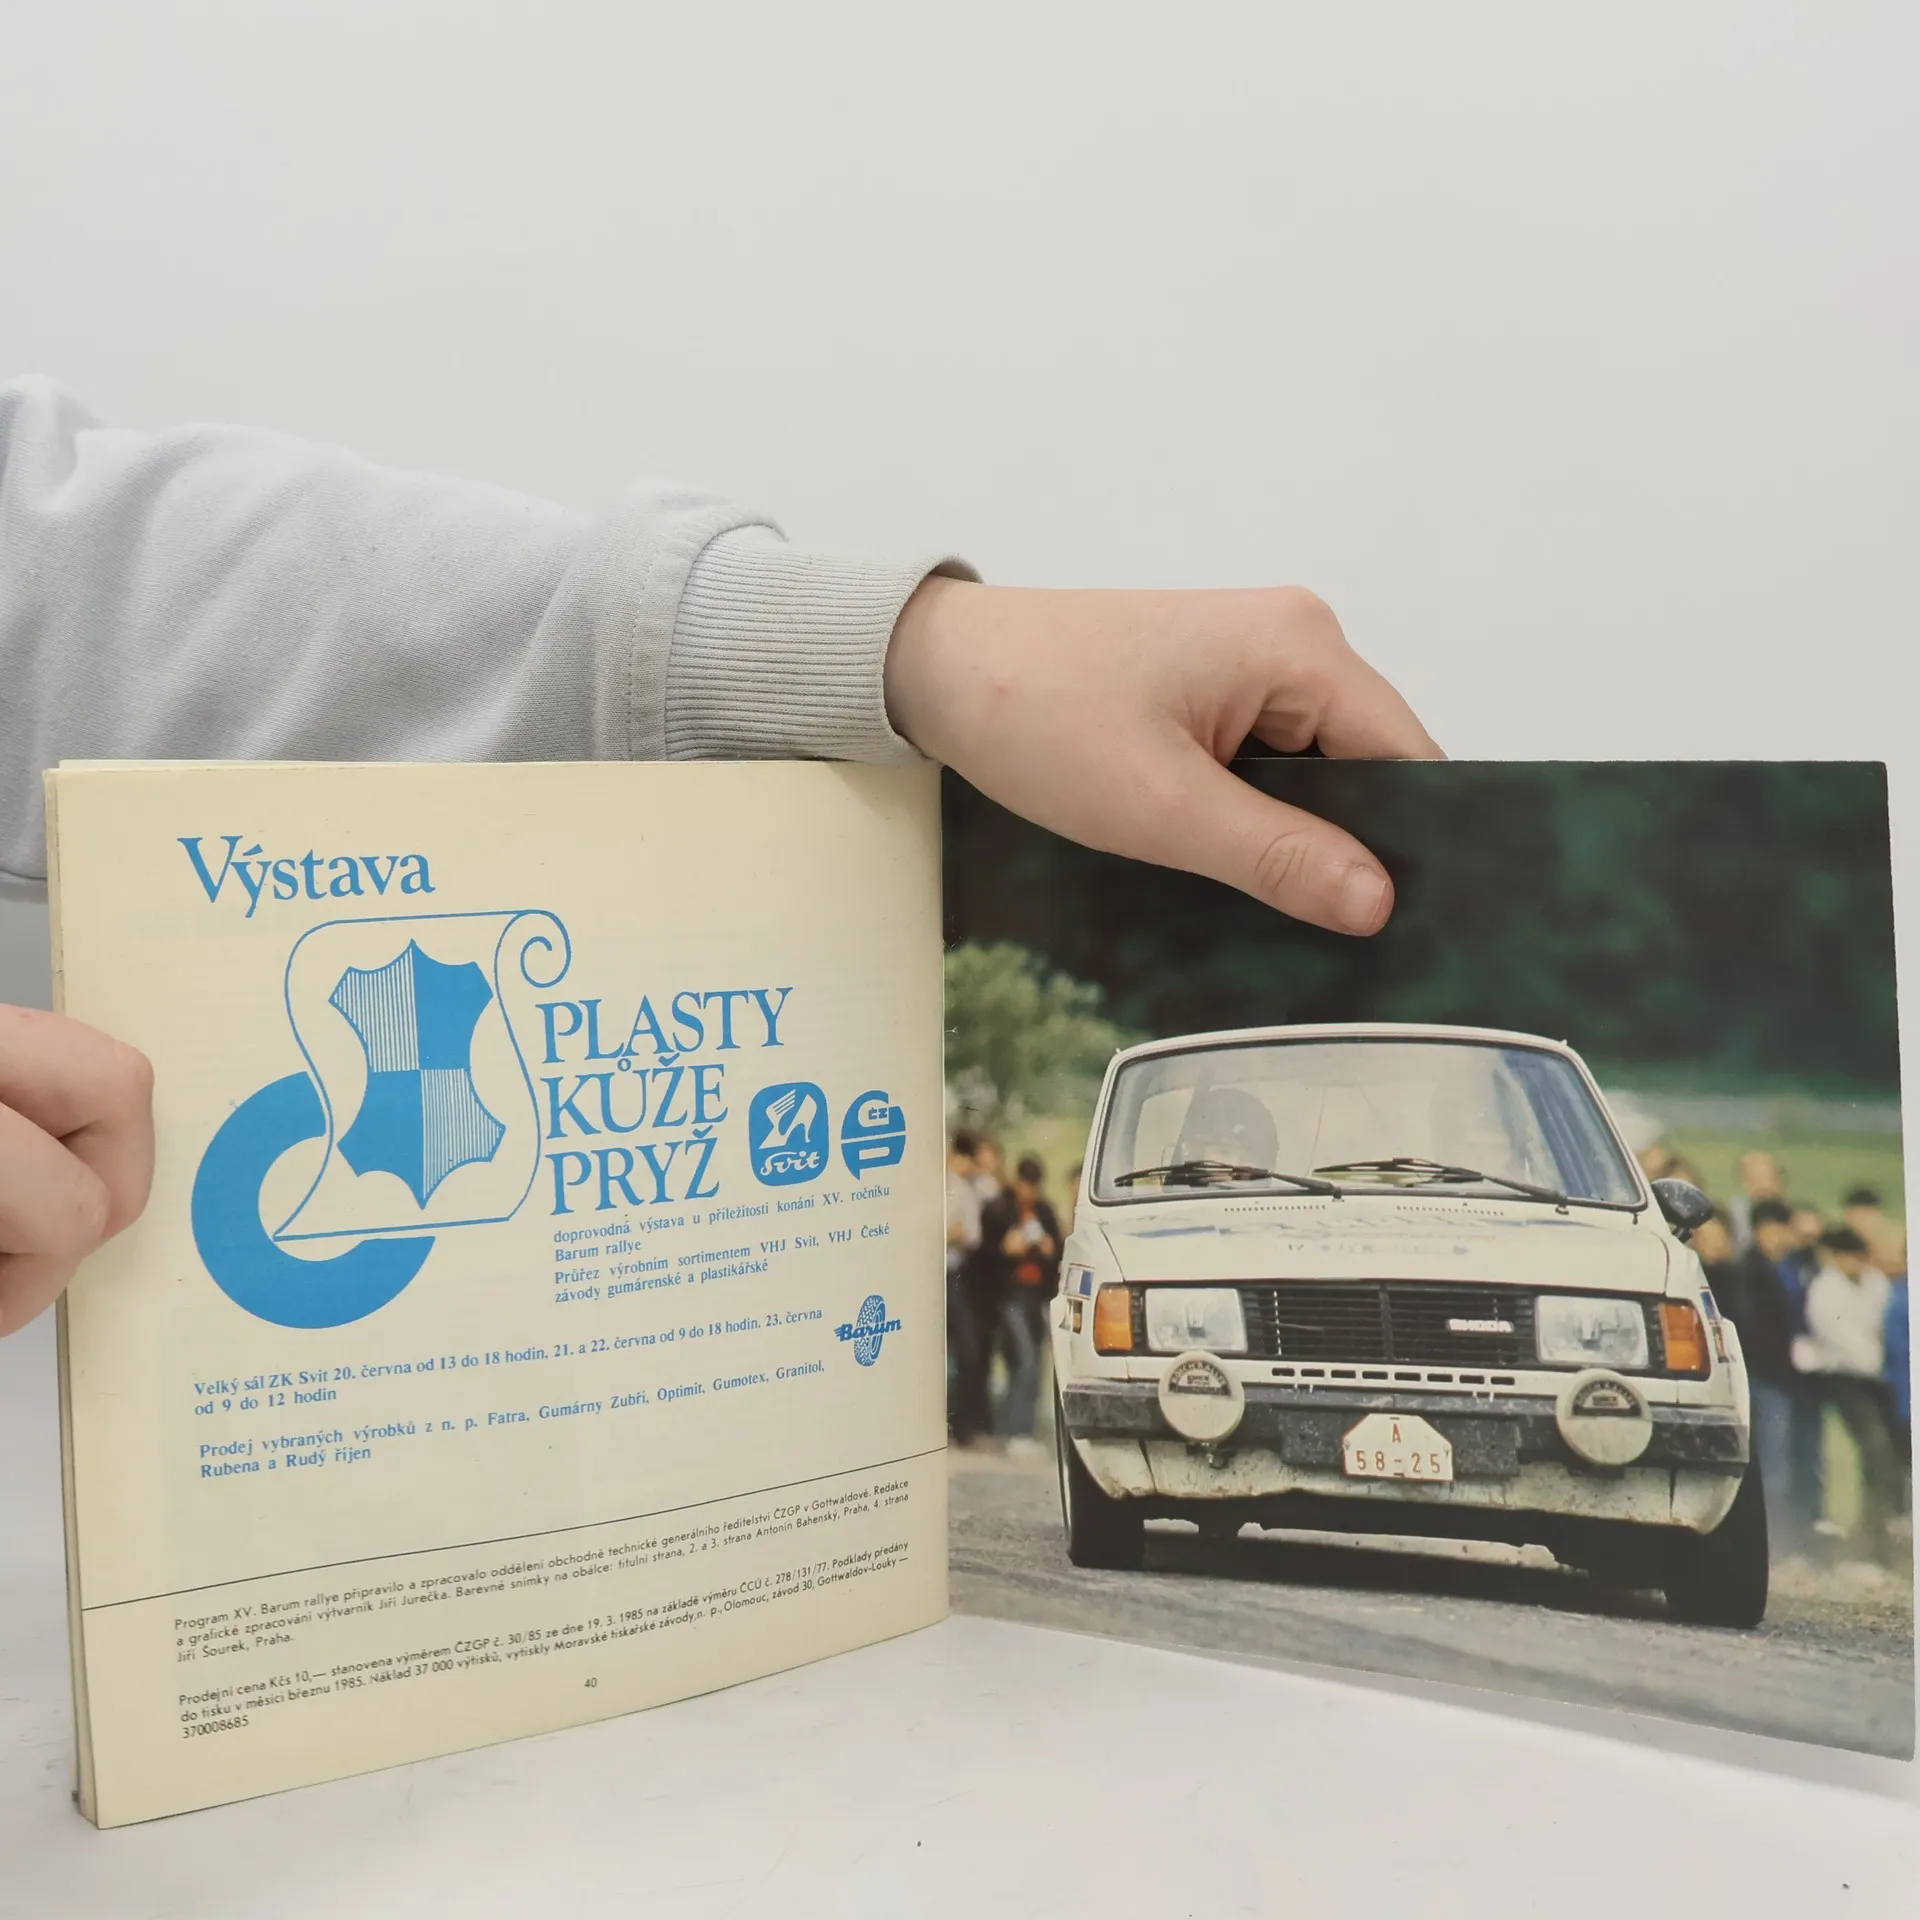 Výstava
PLASTY
KŮŽE
PRYŽ
Svit
ČZ
doprovodná výstava u příležitosti konání XV. ročníku
Barum rallye
Průřez výrobním sortimentem VHJ Svit, VHJ České
závody gumárenské a plastikářské
Velký sál ZK Svit 20. června od 13 do 18 hodin, 21. a 22. června od 9 do 18 hodin, 23. června
od 9 do 12 hodin
Barum
Prodej vybraných výrobků z n. p. Fatra, Gumárny Zubří, Optimit, Gumotex, Granitol,
Rubena a Rudý říjen
Program XV. Barum rallye připravilo a zpracovalo oddělení obchodně technické generálního ředitelství ČZGP v Gottwaldově. Redakce
a grafické zpracování výtvarník Jiří Jurečka. Barevné snímky na obálce: titulní strana, 2. a 3. strana Antonín Bahenský, Praha, 4. strana
Jiří Šourek, Praha.
Prodejní cena Kčs 10,— stanovena výměrem ČZGP č. 30/85 ze dne 19. 3. 1985 na základě výměru ČCÚ č. 278/131/77. Podklady předány
do tisku v měsíci březnu 1985. Náklad 37 000 výtisků, vytiskly Moravské tiskařské závody, n. p., Olomouc, závod 30, Gottwaldov-Louky —
370008685
40
ŠKODA
A
58-25